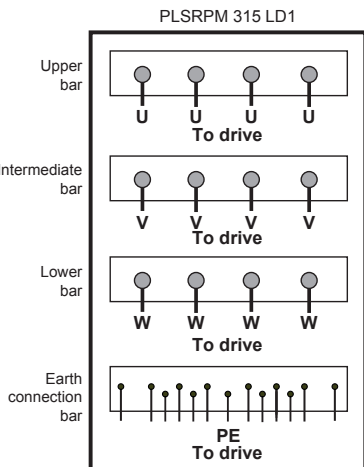 PLSRPM 315 LD1
Upper
bar
U U U U
To drive
Intermediate
bar
V V V V
To drive
Lower
bar
W W W W
To drive
Earth
connection
bar
PE
To drive